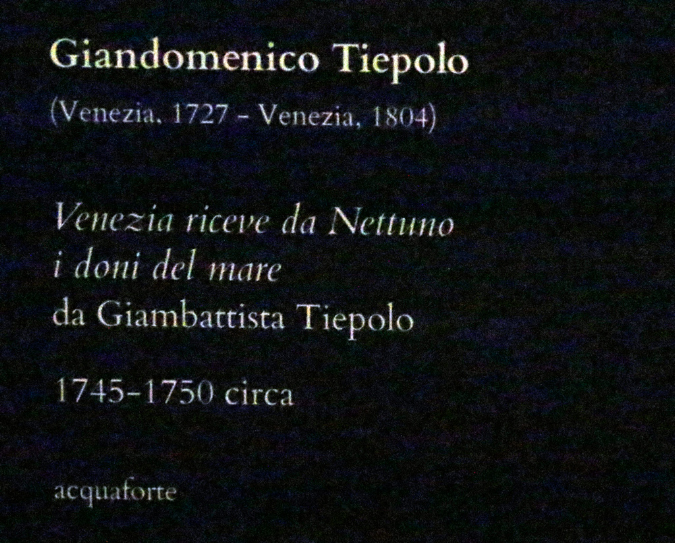 Giandomenico Tiepolo
(Venezia, 1727 – Venezia, 1804)
Venezia riceve da Nettuno
i doni del mare
da Giambattista Tiepolo
1745-1750 circa
acquaforte